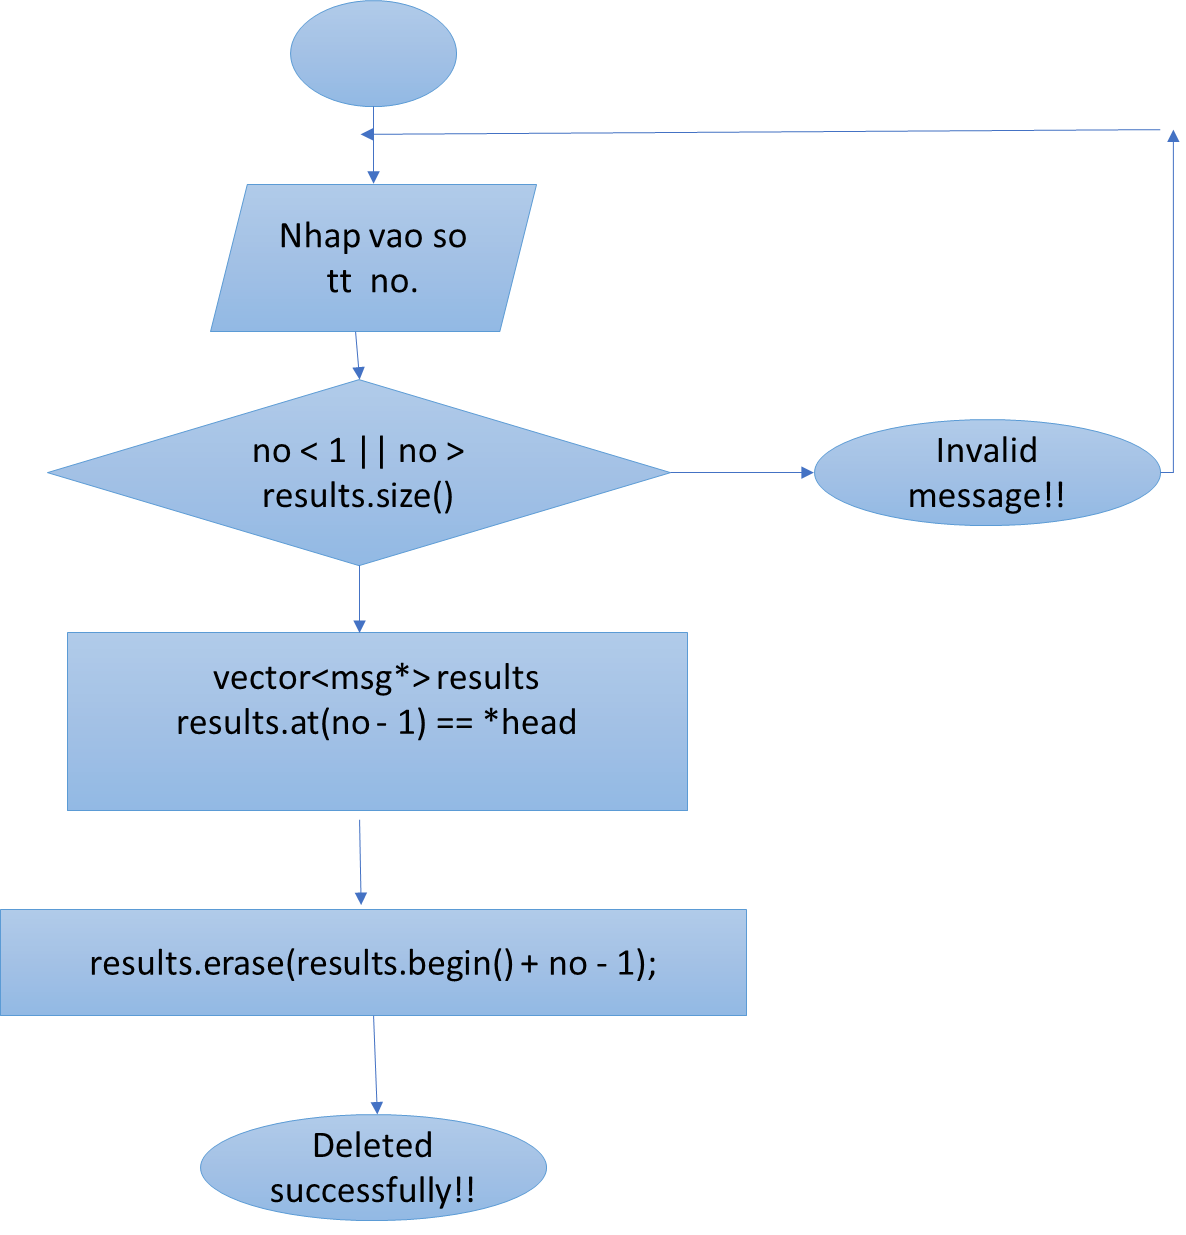 Nhap vao so
tt  no.
no < 1 || no >
results.size()
Invalid
message!!
vector<msg*> results
results.at(no - 1) == *head
results.erase(results.begin() + no - 1);
Deleted
successfully!!